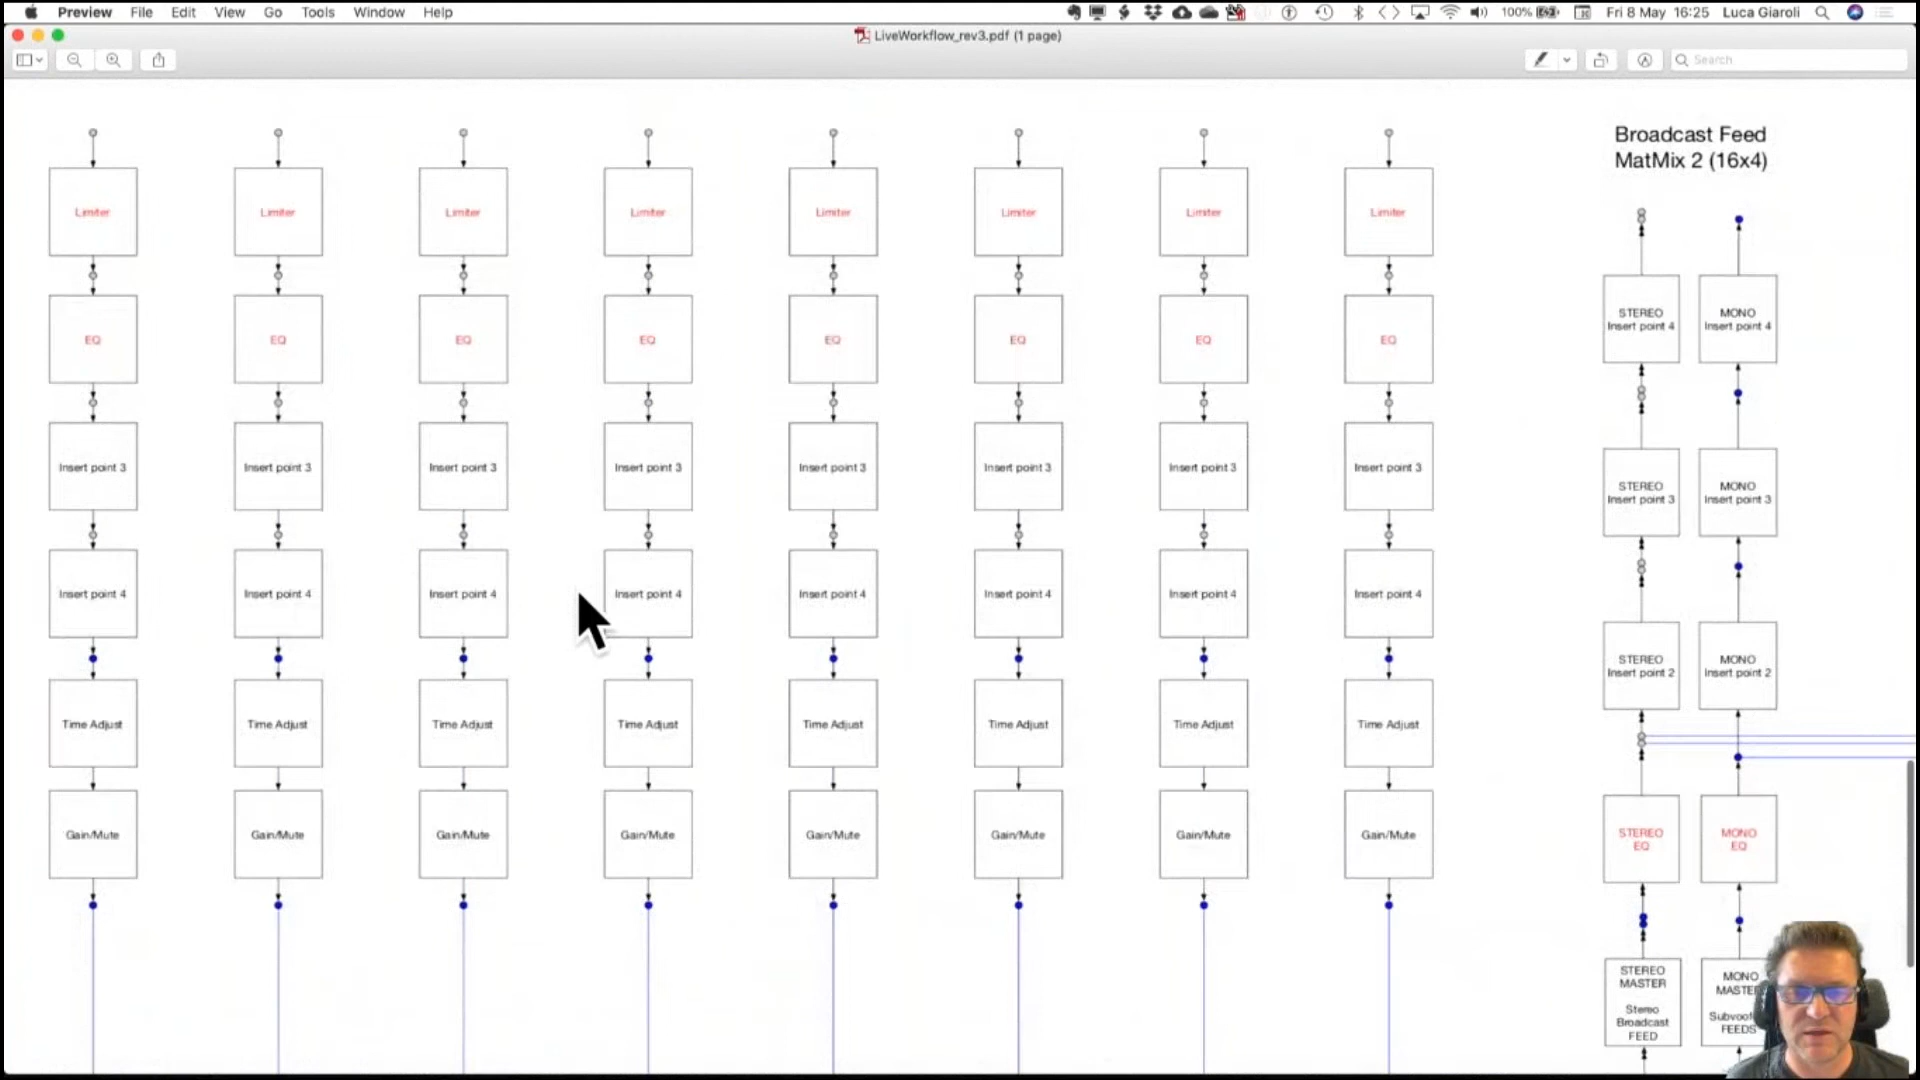 Preview File Edit View Go Tools Window Help 100% Fri 8 May 16:25 Luca Giaroli
LiveWorkflow_rev3.pdf (1 page)
Search
Broadcast Feed
MatMix 2 (16x4)
Limiter Limiter Limiter Limiter Limiter Limiter Limiter Limiter
EQ EQ EQ EQ EQ EQ EQ EQ
Insert point 3 Insert point 3 Insert point 3 Insert point 3 Insert point 3 Insert point 3 Insert point 3 Insert point 3
Insert point 4 Insert point 4 Insert point 4 Insert point 4 Insert point 4 Insert point 4 Insert point 4 Insert point 4
Time Adjust Time Adjust Time Adjust Time Adjust Time Adjust Time Adjust Time Adjust Time Adjust
Gain/Mute Gain/Mute Gain/Mute Gain/Mute Gain/Mute Gain/Mute Gain/Mute Gain/Mute
STEREO
Insert point 4
MONO
Insert point 4
STEREO
Insert point 3
MONO
Insert point 3
STEREO
Insert point 2
MONO
Insert point 2
STEREO
EQ
MONO
EQ
STEREO
MASTER
Stereo
Broadcast
FEED
MONO
MASTE
Subwoof
FEEDS